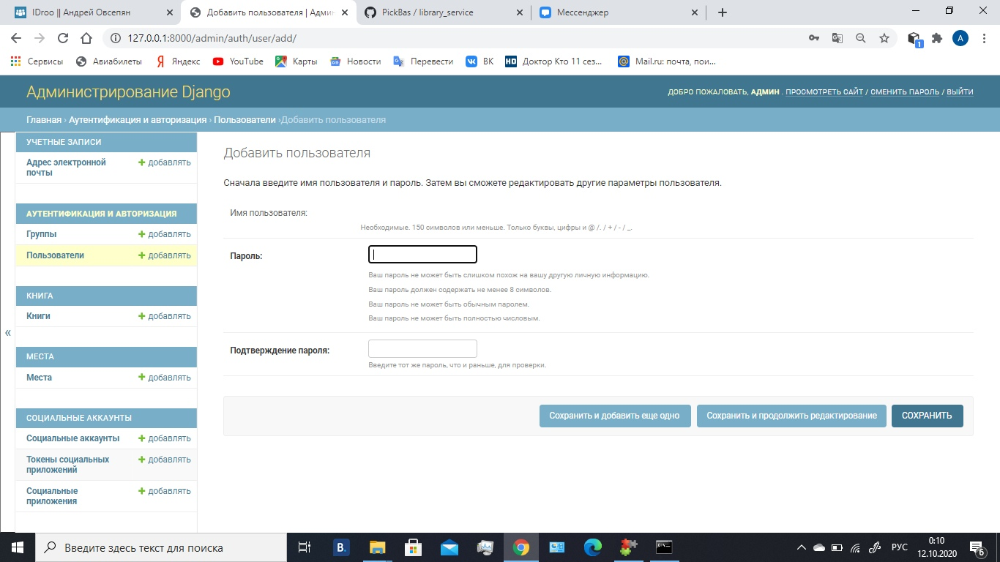 IDroo || Андрей Овсепян
Добавить пользователя | Админ
PickBas / library_service
Мессенджер
127.0.0.1:8000/admin/auth/user/add/
A
1
Сервисы
Авиабилеты
Яндекс
YouTube
Карты
Новости
Перевести
ВК
HD
Доктор Кто 11 сез...
Mail.ru: почта, пои...
Администрирование Django
ДОБРО ПОЖАЛОВАТЬ, АДМИН . ПРОСМОТРЕТЬ САЙТ / СМЕНИТЬ ПАРОЛЬ / ВЫЙТИ
Главная › Аутентификация и авторизация › Пользователи ›Добавить пользователя
УЧЕТНЫЕ ЗАПИСИ
Адрес электронной
почты
+ добавлять
АУТЕНТИФИКАЦИЯ И АВТОРИЗАЦИЯ
Группы
+ добавлять
Пользователи
+ добавлять
КНИГА
Книги
+ добавлять
«
МЕСТА
Места
+ добавлять
СОЦИАЛЬНЫЕ АККАУНТЫ
Социальные аккаунты
+ добавлять
Токены социальных
приложений
+ добавлять
Социальные
приложения
+ добавлять
Добавить пользователя
Сначала введите имя пользователя и пароль. Затем вы сможете редактировать другие параметры пользователя.
Имя пользователя:
Необходимые. 150 символов или меньше. Только буквы, цифры и @ /. / + / - / _.
Пароль:
Ваш пароль не может быть слишком похож на вашу другую личную информацию.
Ваш пароль должен содержать не менее 8 символов.
Ваш пароль не может быть обычным паролем.
Ваш пароль не может быть полностью числовым.
Подтверждение пароля:
Введите тот же пароль, что и раньше, для проверки.
Сохранить и добавить еще одно
Сохранить и продолжить редактирование
СОХРАНИТЬ
Введите здесь текст для поиска
B.
РУС
0:10
12.10.2020
6